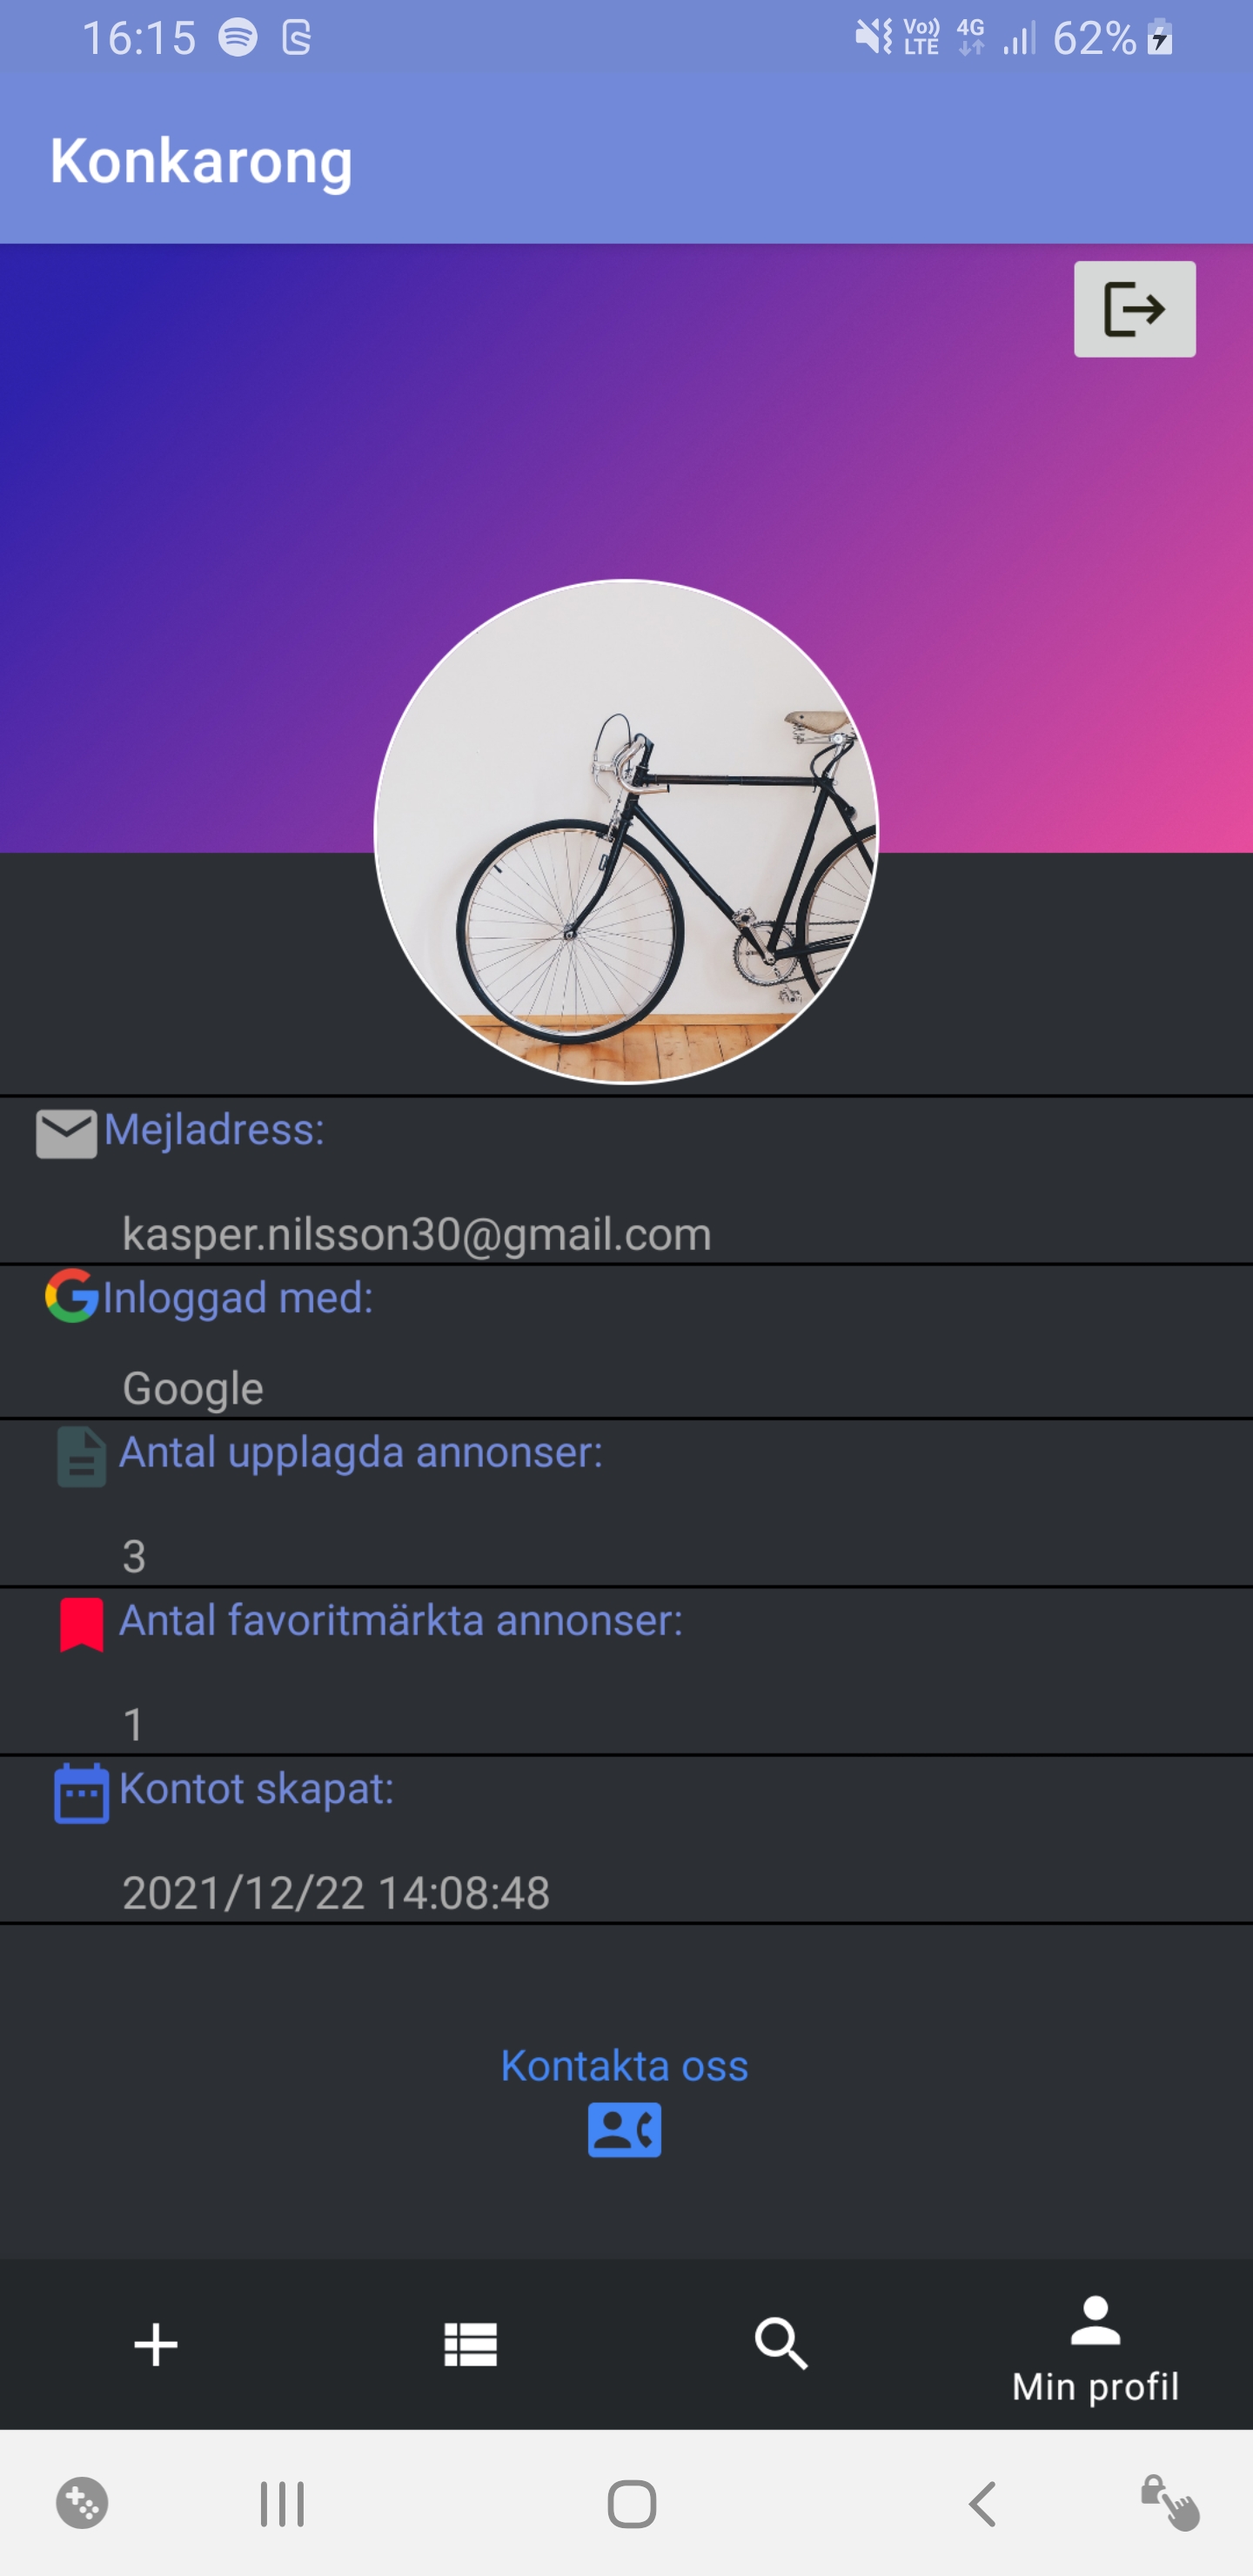 16:15 Vo)) LTE 4G 62%
Konkarong
Mejladress:
kasper.nilsson30@gmail.com
Inloggad med:
Google
Antal upplagda annonser:
3
Antal favoritmärkta annonser:
1
Kontot skapat:
2021/12/22 14:08:48
Kontakta oss
Min profil